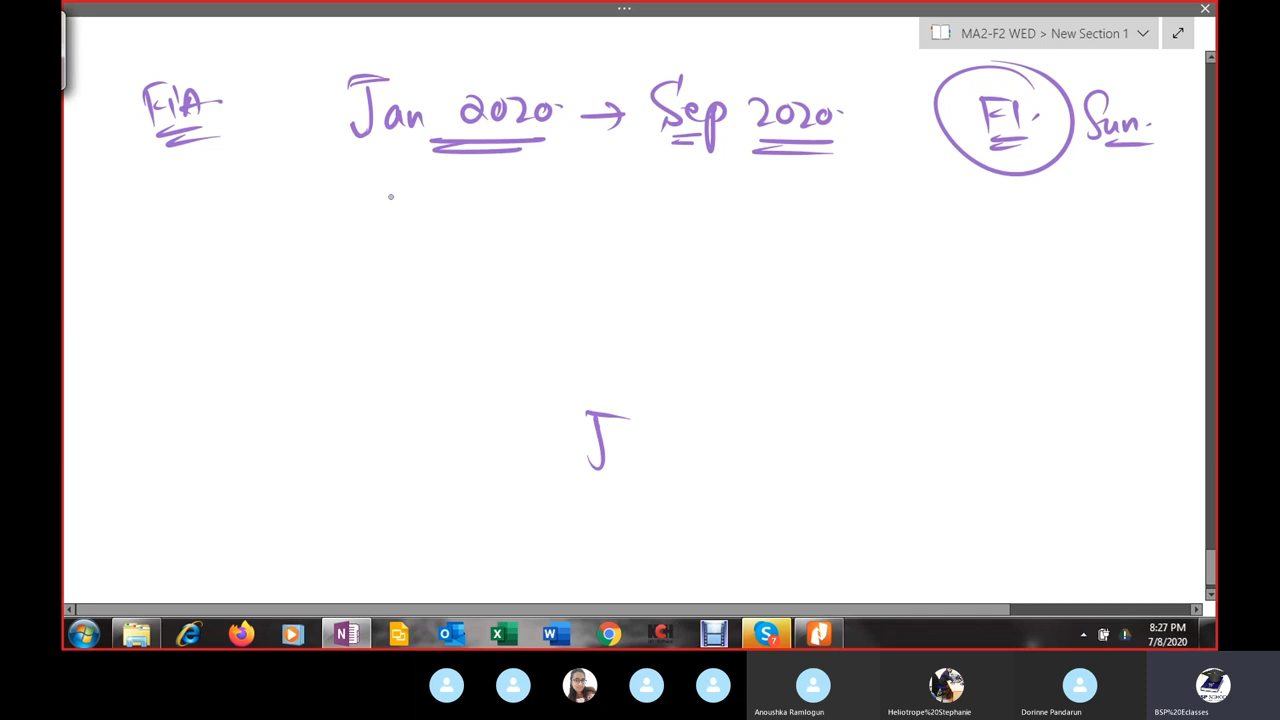 MA2-F2 WED > New Section 1
FIA Jan 2020 → Sep 2020 F1. Sun.
J
8:27 PM
7/8/2020
7
Anoushka Ramlogun
Heliotrope%20Stephanie
Dorinne Pandarun
BSP%20Eclasses